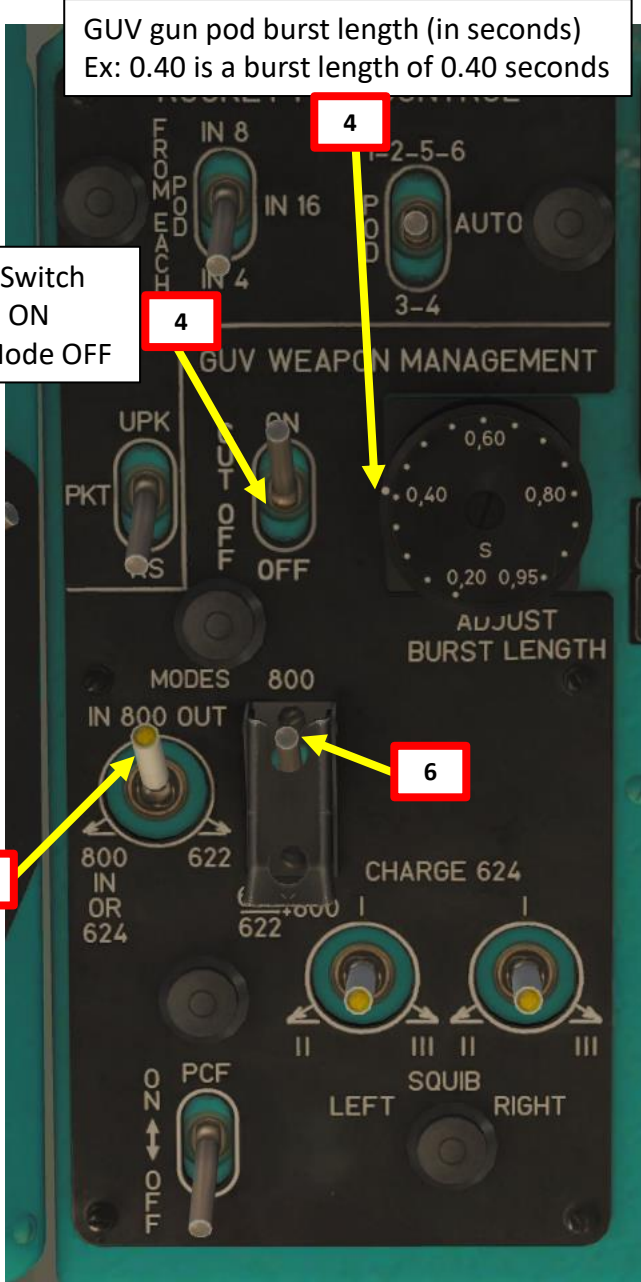 GUV gun pod burst length (in seconds)
Ex: 0.40 is a burst length of 0.40 seconds
4
FROM EACH POD
IN 8
IN 16
IN 4
1-2-5-6
POD
AUTO
3-4
Switch
ON
Mode OFF
4
GUV WEAPON MANAGEMENT
UPK
PKT
RS
CUT OFF
ON
OFF
0,60
0,40
0,80
S
0,20 0,95
ADJUST
BURST LENGTH
MODES
800
IN 800 OUT
6
800
IN
OR
624
622
622
+800
CHARGE 624
I
I
II
III
II
III
SQUIB
LEFT
RIGHT
PCF
ON
OFF